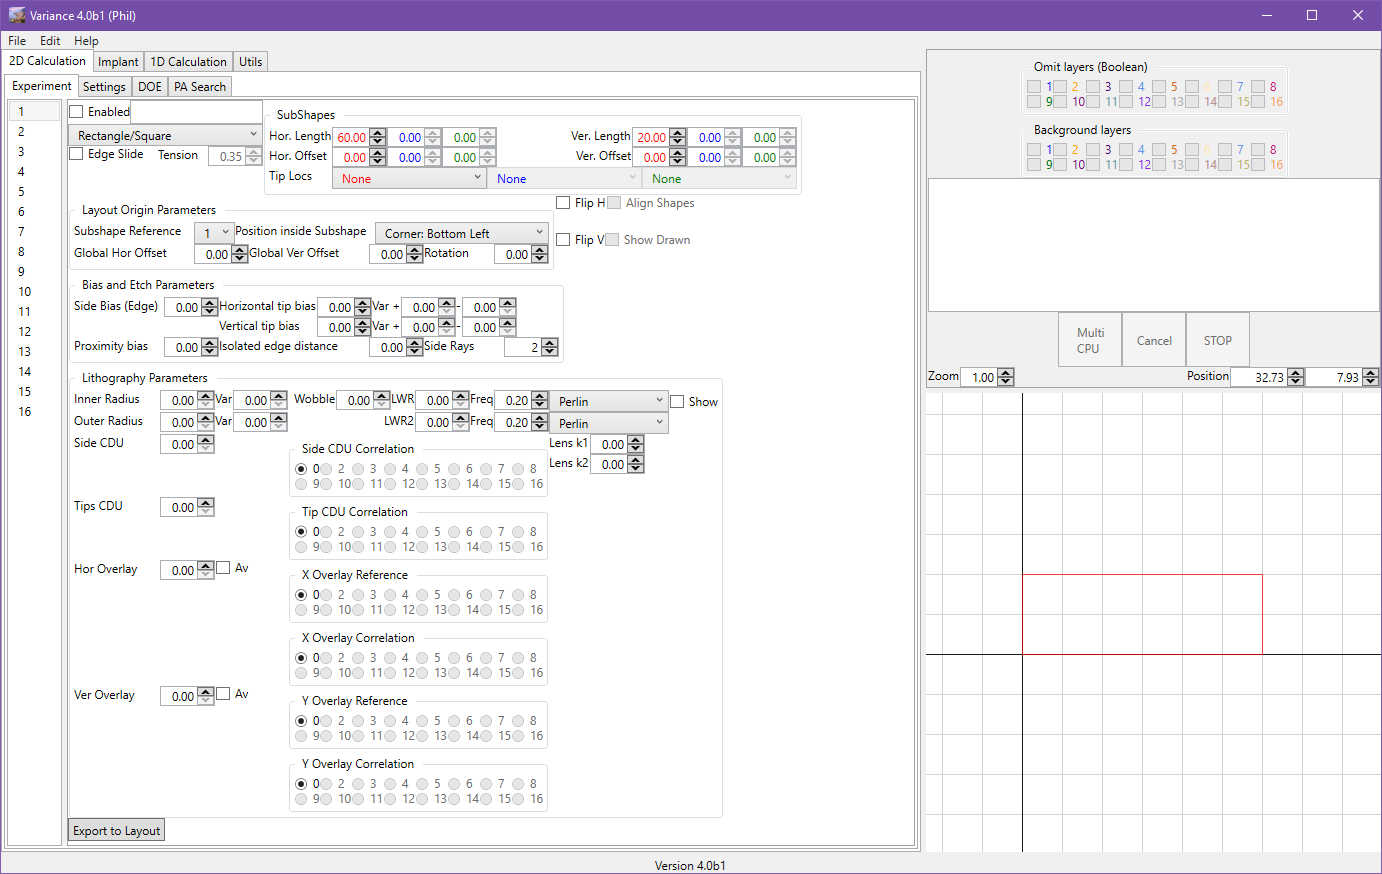 Variance 4.0b1 (Phil)
File Edit Help
2D Calculation Implant 1D Calculation Utils
Experiment Settings DOE PA Search
1
2
3
4
5
6
7
8
9
10
11
12
13
14
15
16
Enabled
Rectangle/Square
Edge Slide Tension 0.35
SubShapes
Hor. Length 60.00 0.00 0.00 Ver. Length 20.00 0.00 0.00
Hor. Offset 0.00 0.00 0.00 Ver. Offset 0.00 0.00 0.00
Tip Locs None None None
Flip H Align Shapes
Flip V Show Drawn
Layout Origin Parameters
Subshape Reference 1 Position inside Subshape Corner: Bottom Left
Global Hor Offset 0.00 Global Ver Offset 0.00 Rotation 0.00
Bias and Etch Parameters
Side Bias (Edge) 0.00 Horizontal tip bias 0.00 Var + 0.00 - 0.00
Vertical tip bias 0.00 Var + 0.00 - 0.00
Proximity bias 0.00 Isolated edge distance 0.00 Side Rays 2
Lithography Parameters
Inner Radius 0.00 Var 0.00 Wobble 0.00 LWR 0.00 Freq 0.20 Perlin Show
Outer Radius 0.00 Var 0.00 LWR2 0.00 Freq 0.20 Perlin
Side CDU 0.00 Lens k1 0.00
Lens k2 0.00
Side CDU Correlation
0 2 3 4 5 6 7 8
9 10 11 12 13 14 15 16
Tips CDU 0.00
Tip CDU Correlation
0 2 3 4 5 6 7 8
9 10 11 12 13 14 15 16
Hor Overlay 0.00 Av
X Overlay Reference
0 2 3 4 5 6 7 8
9 10 11 12 13 14 15 16
X Overlay Correlation
0 2 3 4 5 6 7 8
9 10 11 12 13 14 15 16
Ver Overlay 0.00 Av
Y Overlay Reference
0 2 3 4 5 6 7 8
9 10 11 12 13 14 15 16
Y Overlay Correlation
0 2 3 4 5 6 7 8
9 10 11 12 13 14 15 16
Export to Layout
Omit layers (Boolean)
1 2 3 4 5 6 7 8
9 10 11 12 13 14 15 16
Background layers
1 2 3 4 5 6 7 8
9 10 11 12 13 14 15 16
Multi CPU Cancel STOP
Zoom 1.00 Position 32.73 7.93
Version 4.0b1